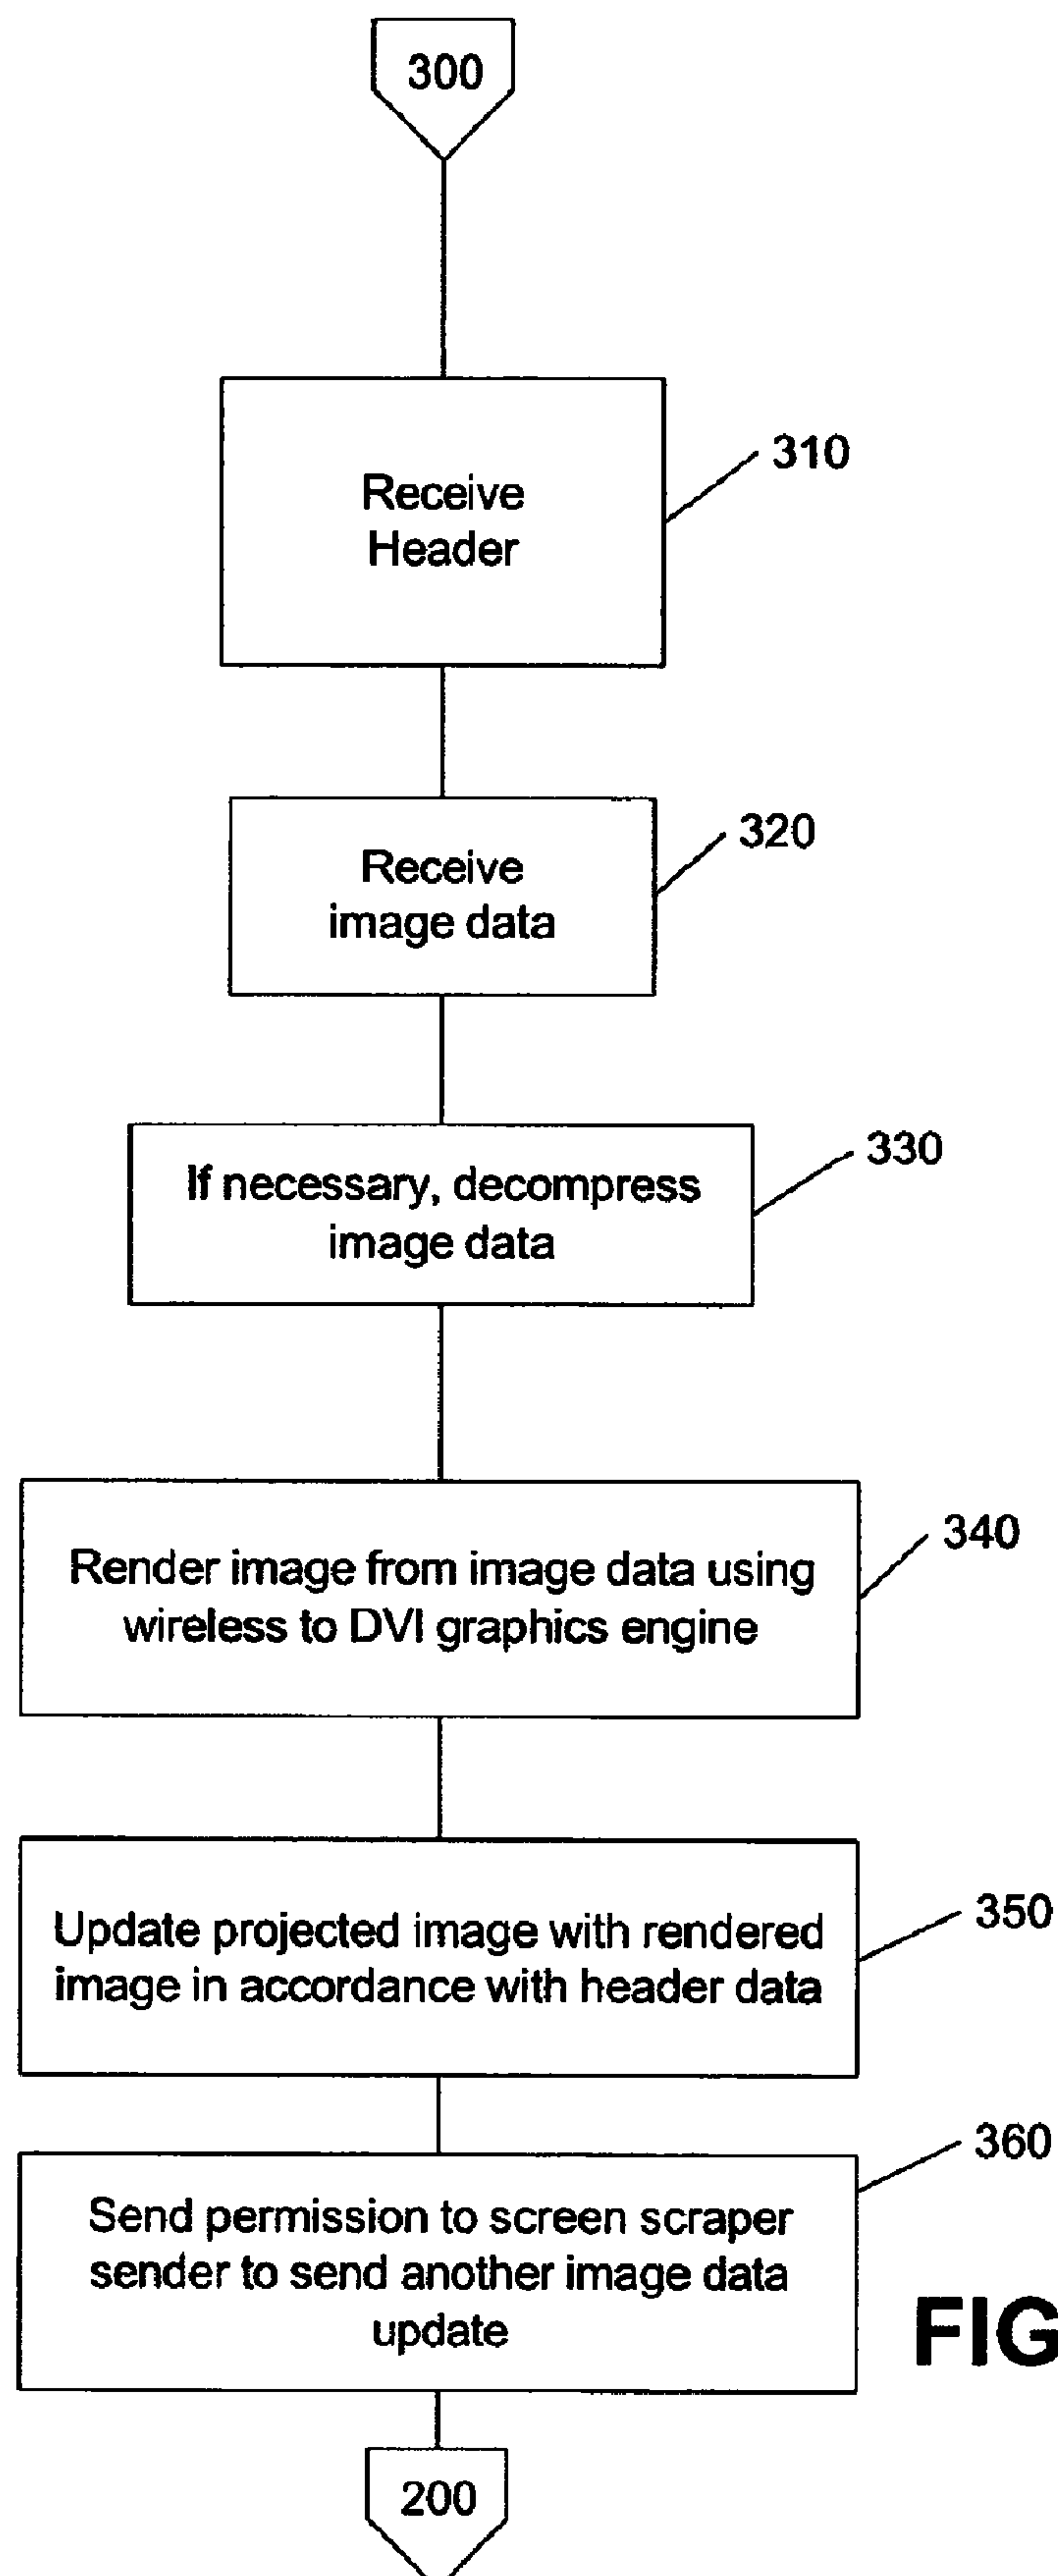 300
Receive
Header
310
Receive
image data
320
If necessary, decompress
image data
330
Render image from image data using
wireless to DVI graphics engine
340
Update projected image with rendered
image in accordance with header data
350
Send permission to screen scraper
sender to send another image data
update
360
FIG
200